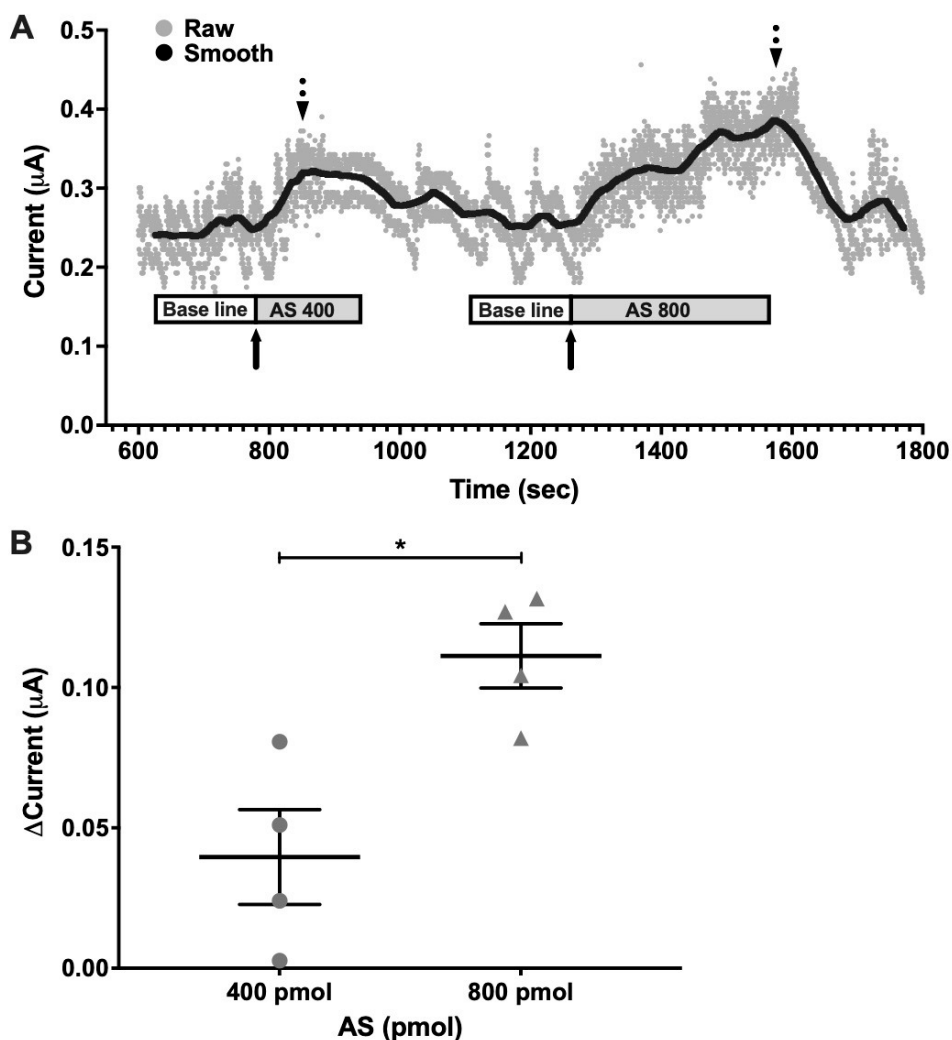 A
Raw
Smooth
0.5
0.4
0.3
0.2
0.1
0.0
Current (μA)
Base line AS 400 Base line AS 800
600 800 1000 1200 1400 1600 1800
Time (sec)
B
*
0.15
0.10
0.05
0.00
ΔCurrent (μA)
400 pmol 800 pmol
AS (pmol)